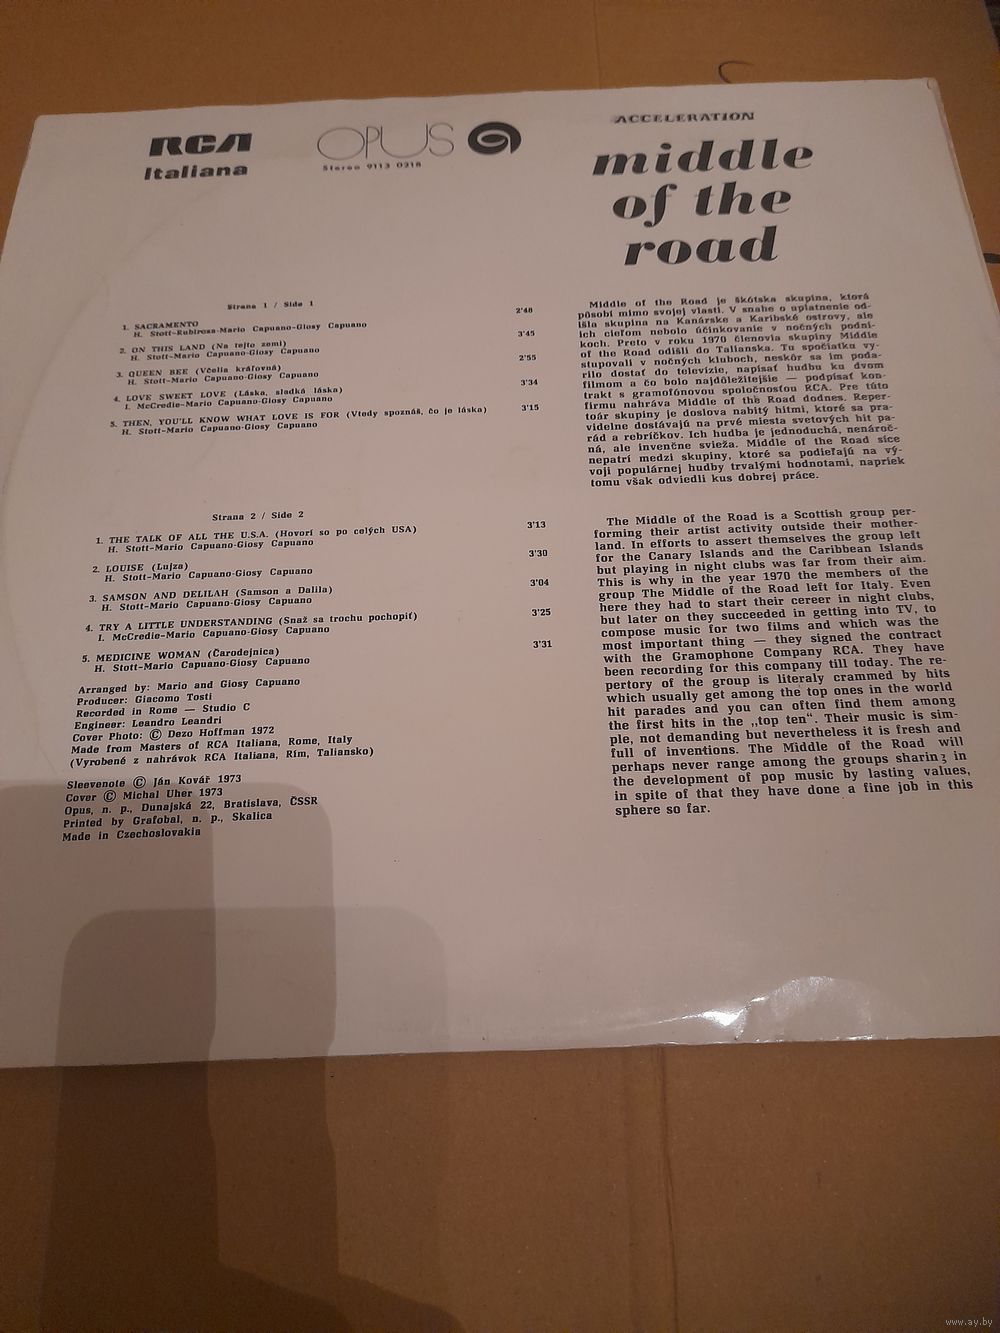 RCA
Italiana
OPUS
Stereo 9113 0218
ACCELERATION
middle
of the
road
Strana 1 / Side 1
1. SACRAMENTO 2'48
H. Stott-Rubirosa-Mario Capuano-Giosy Capuano
2. ON THIS LAND (Na tejto zemi) 3'45
H. Stott-Mario Capuano-Giosy Capuano
3. QUEEN BEE (Včelia kráľovná) 2'55
H. Stott-Mario Capuano-Giosy Capuano
4. LOVE SWEET LOVE (Láska, sladká láska) 3'34
I. McCredie-Mario Capuano-Giosy Capuano
5. THEN, YOU'LL KNOW WHAT LOVE IS FOR (Vtedy spoznáš, čo je láska) 3'15
H. Stott-Mario Capuano-Giosy Capuano
Strana 2 / Side 2
1. THE TALK OF ALL THE U.S.A. (Hovorí so po celých USA) 3'13
H. Stott-Mario Capuano-Giosy Capuano
2. LOUISE (Lujza) 3'30
H. Stott-Mario Capuano-Giosy Capuano
3. SAMSON AND DELILAH (Samson a Dalila) 3'04
H. Stott-Mario Capuano-Giosy Capuano
4. TRY A LITTLE UNDERSTANDING (Snaž sa trochu pochopiť) 3'25
I. McCredie-Mario Capuano-Giosy Capuano
5. MEDICINE WOMAN (Čarodejnica) 3'31
H. Stott-Mario Capuano-Giosy Capuano
Arranged by: Mario and Giosy Capuano
Producer: Giacomo Tosti
Recorded in Rome — Studio C
Engineer: Leandro Leandri
Cover Photo: © Dezo Hoffman 1972
Made from Masters of RCA Italiana, Rome, Italy
(Vyrobené z nahrávok RCA Italiana, Rím, Taliansko)
Sleevenote © Ján Kovář 1973
Cover © Michal Uher 1973
Opus, n. p., Dunajská 22, Bratislava, ČSSR
Printed by Grafobal, n. p., Skalica
Made in Czechoslovakia
Middle of the Road je škótska skupina, ktorá
pôsobí mimo svojej vlasti. V snahe o uplatnenie od-
išla skupina na Kanárske a Karibské ostrovy, ale
ich cieľom nebolo účinkovanie v nočných podni-
koch. Preto v roku 1970 členovia skupiny Middle
of the Road odišli do Talianska. Tu spočiatku vy-
stupovali v nočných kluboch, neskôr sa im poda-
rilo dostať do televízie, napísať hudbu ku dvom
filmom a čo bolo najdôležitejšie — podpísať kon-
trakt s gramofónovou spoločnosťou RCA. Pre túto
firmu nahráva Middle of the Road dodnes. Reper-
toár skupiny je doslova nabitý hitmi, ktoré sa pra-
videlne dostávajú na prvé miesta svetových hit pa-
rád a rebríčkov. Ich hudba je jednoduchá, nenároč-
ná, ale invenčne svieža. Middle of the Road síce
nepatrí medzi skupiny, ktoré sa podieľajú na vý-
voji populárnej hudby trvalými hodnotami, napriek
tomu však odviedli kus dobrej práce.
The Middle of the Road is a Scottish group per-
forming their artist activity outside their mother-
land. In efforts to assert themselves the group left
for the Canary Islands and the Caribbean Islands
but playing in night clubs was far from their aim.
This is why in the year 1970 the members of the
group The Middle of the Road left for Italy. Even
here they had to start their cereer in night clubs,
but later on they succeeded in getting into TV, to
compose music for two films and which was the
most important thing — they signed the contract
with the Gramophone Company RCA. They have
been recording for this company till today. The re-
pertory of the group is literaly crammed by hits
which usually get among the top ones in the world
hit parades and you can often find them among
the first hits in the „top ten“. Their music is sim-
ple, not demanding but nevertheless it is fresh and
full of inventions. The Middle of the Road will
perhaps never range among the groups sharing in
the development of pop music by lasting values,
in spite of that they have done a fine job in this
sphere so far.
www.ay.by